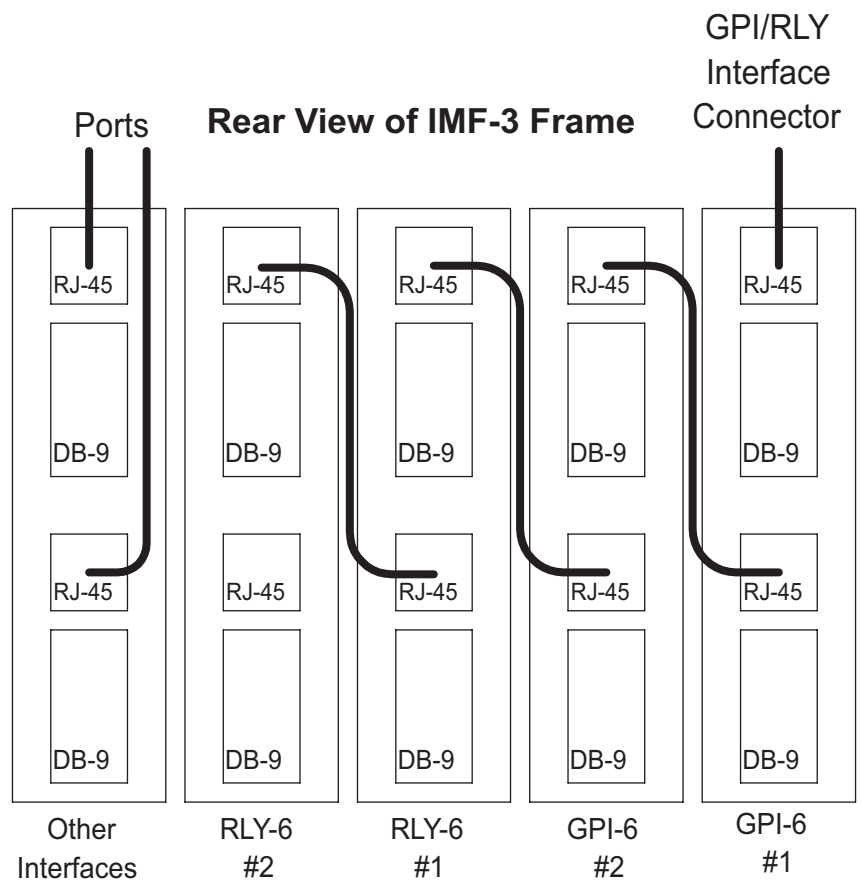 GPI/RLY
Interface
Connector
Ports
Rear View of IMF-3 Frame
RJ-45
RJ-45
RJ-45
RJ-45
RJ-45
DB-9
DB-9
DB-9
DB-9
DB-9
RJ-45
RJ-45
RJ-45
RJ-45
RJ-45
DB-9
DB-9
DB-9
DB-9
DB-9
Other
Interfaces
RLY-6
#2
RLY-6
#1
GPI-6
#2
GPI-6
#1